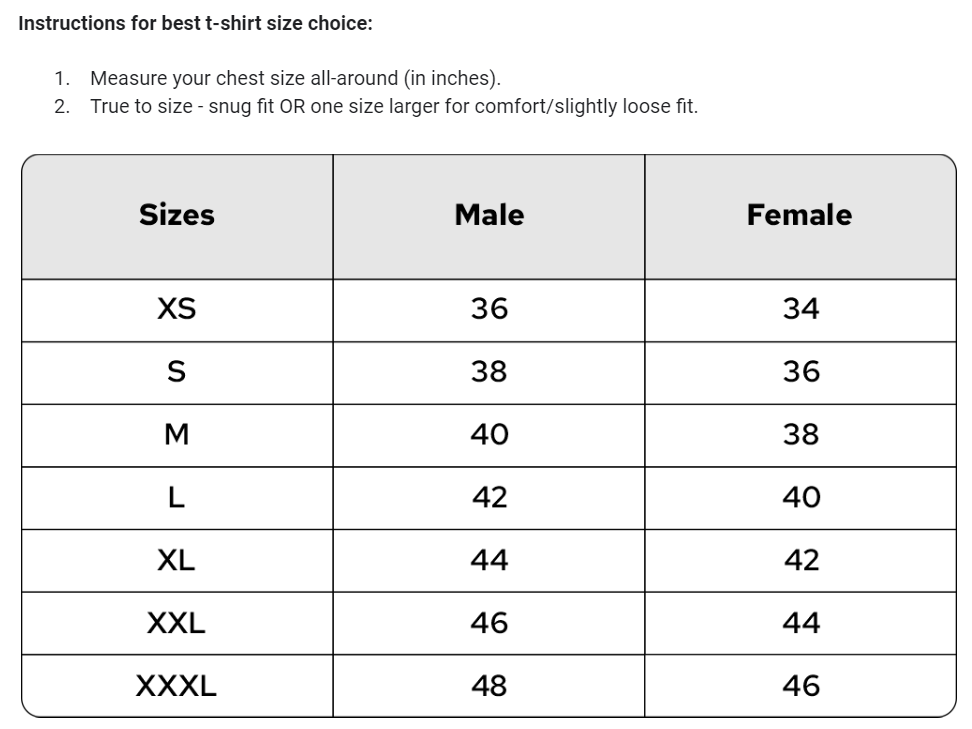 Instructions for best t-shirt size choice:
1. Measure your chest size all-around (in inches).
2. True to size - snug fit OR one size larger for comfort/slightly loose fit.
Sizes Male Female
XS 36 34
S 38 36
M 40 38
L 42 40
XL 44 42
XXL 46 44
XXXL 48 46